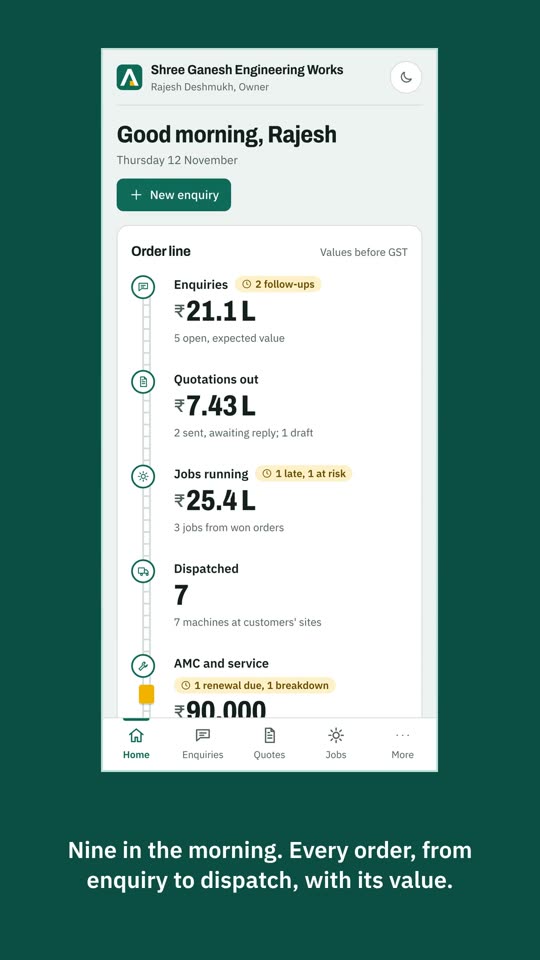 Shree Ganesh Engineering Works
Rajesh Deshmukh, Owner
Good morning, Rajesh
Thursday 12 November
+ New enquiry
Order line
Values before GST
Enquiries
2 follow-ups
₹21.1 L
5 open, expected value
Quotations out
₹7.43 L
2 sent, awaiting reply; 1 draft
Jobs running
1 late, 1 at risk
₹25.4 L
3 jobs from won orders
Dispatched
7
7 machines at customers' sites
AMC and service
1 renewal due, 1 breakdown
₹90,000
Home
Enquiries
Quotes
Jobs
More
Nine in the morning. Every order, from
enquiry to dispatch, with its value.